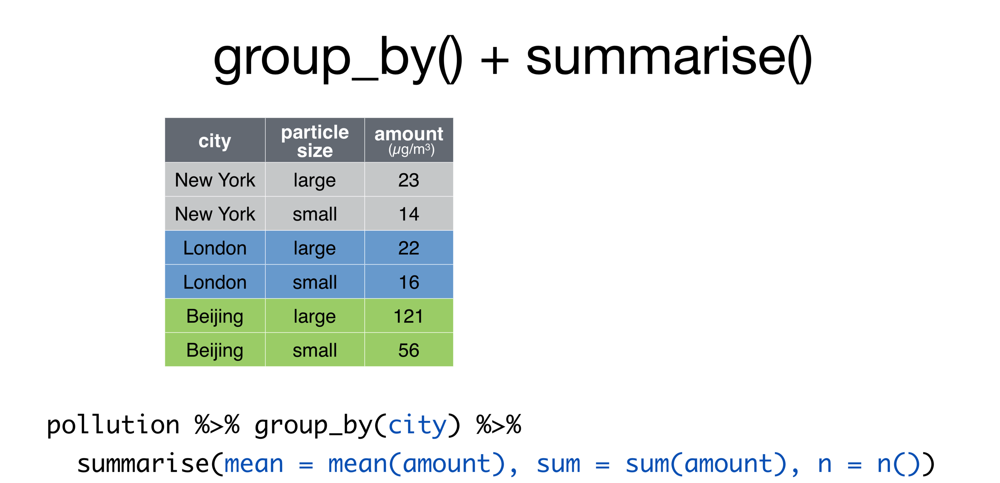 group_by() + summarise()
city particle size amount (μg/m³)
New York large 23
New York small 14
London large 22
London small 16
Beijing large 121
Beijing small 56
pollution %>% group_by(city) %>%
summarise(mean = mean(amount), sum = sum(amount), n = n())